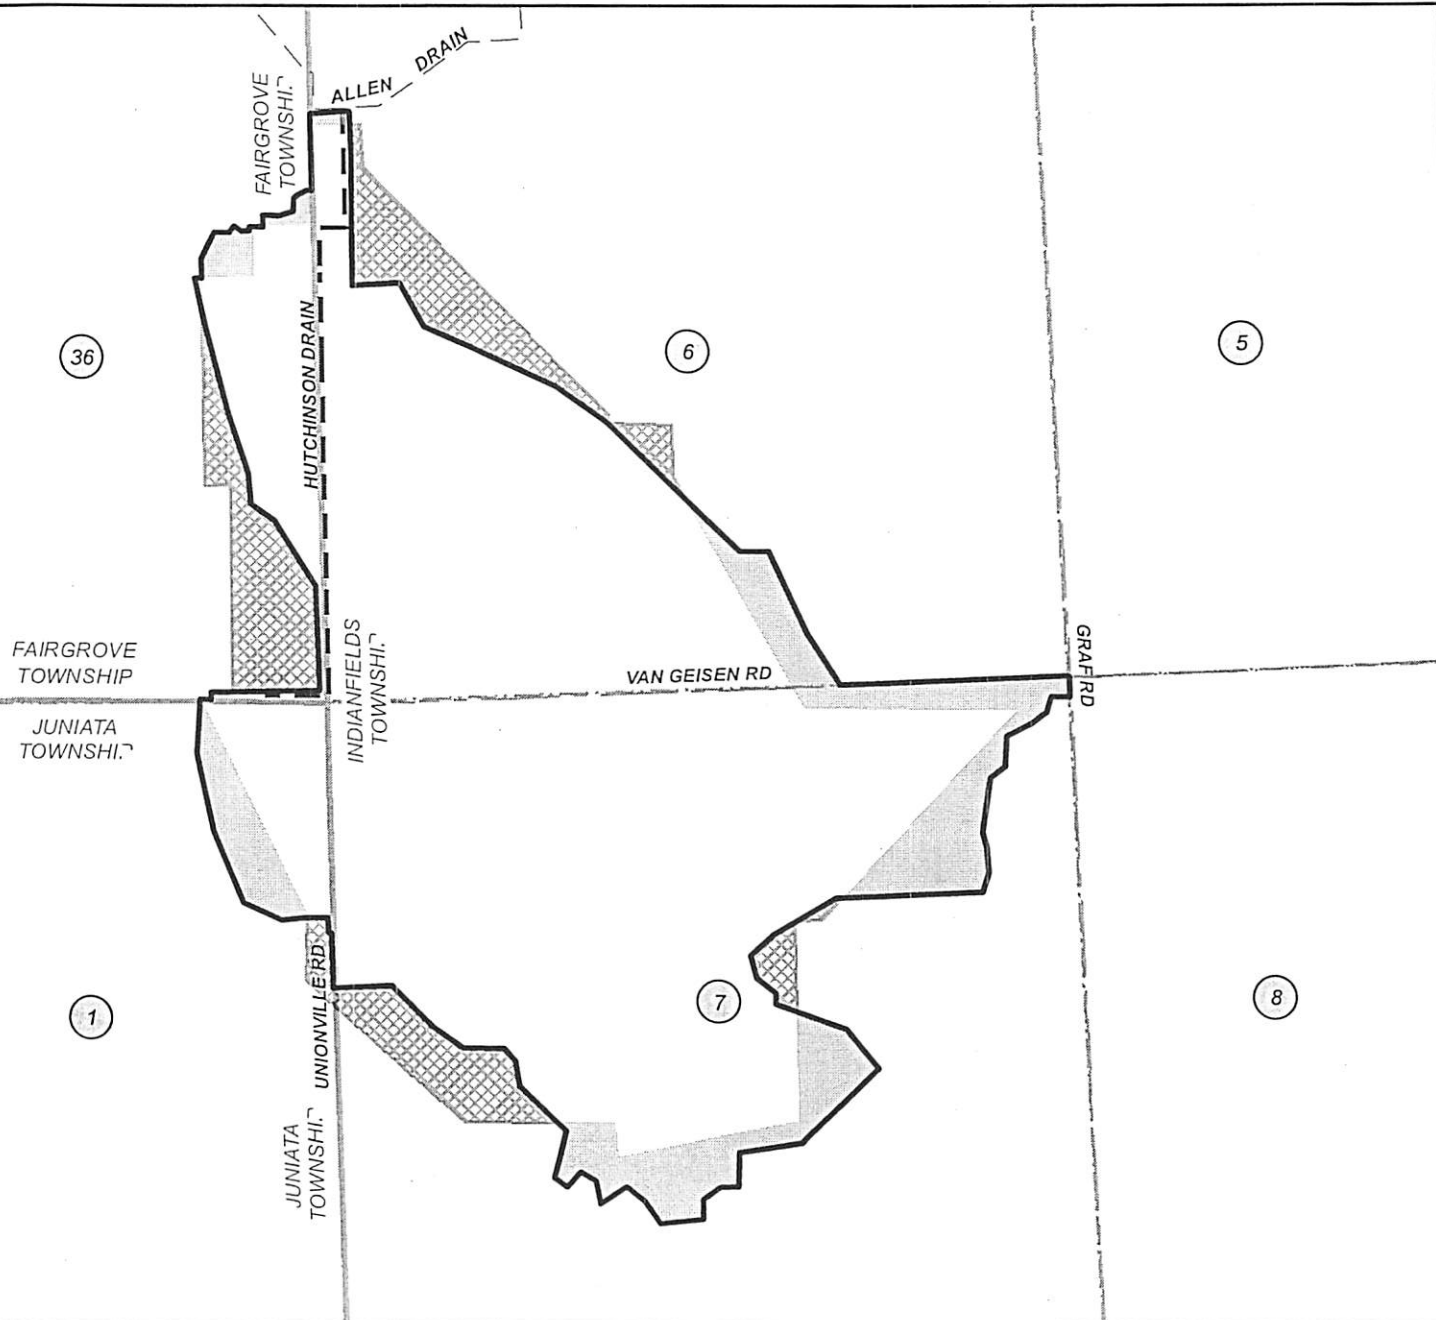 ALLEN DRAIN
FAIRGROVE
TOWNSHI
36
6
5
HUTCHINSON DRAIN
FAIRGROVE
TOWNSHIP
JUNIATA
TOWNSHI
INDIANFIELDS
TOWNSHI
VAN GEISEN RD
GRAF RD
1
UNIONVILLE RD
7
8
JUNIATA
TOWNSHI